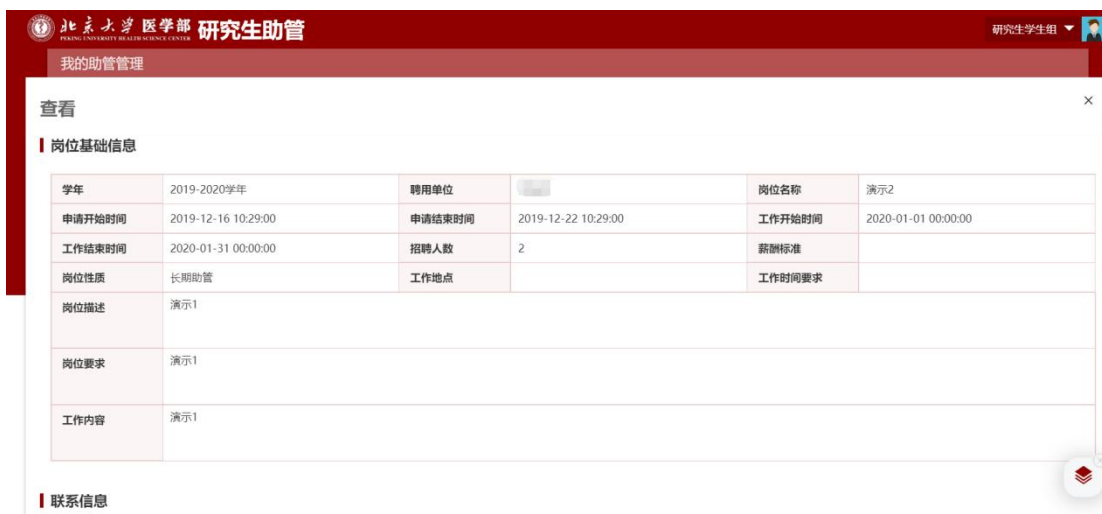 北京大学医学部 研究生助管
PEKING UNIVERSITY HEALTH SCIENCE CENTER
研究生学生组
我的助管管理
查看
岗位基础信息
学年 2019-2020学年 聘用单位 岗位名称 演示2
申请开始时间 2019-12-16 10:29:00 申请结束时间 2019-12-22 10:29:00 工作开始时间 2020-01-01 00:00:00
工作结束时间 2020-01-31 00:00:00 招聘人数 2 薪酬标准
岗位性质 长期助管 工作地点 工作时间要求
岗位描述 演示1
岗位要求 演示1
工作内容 演示1
联系信息